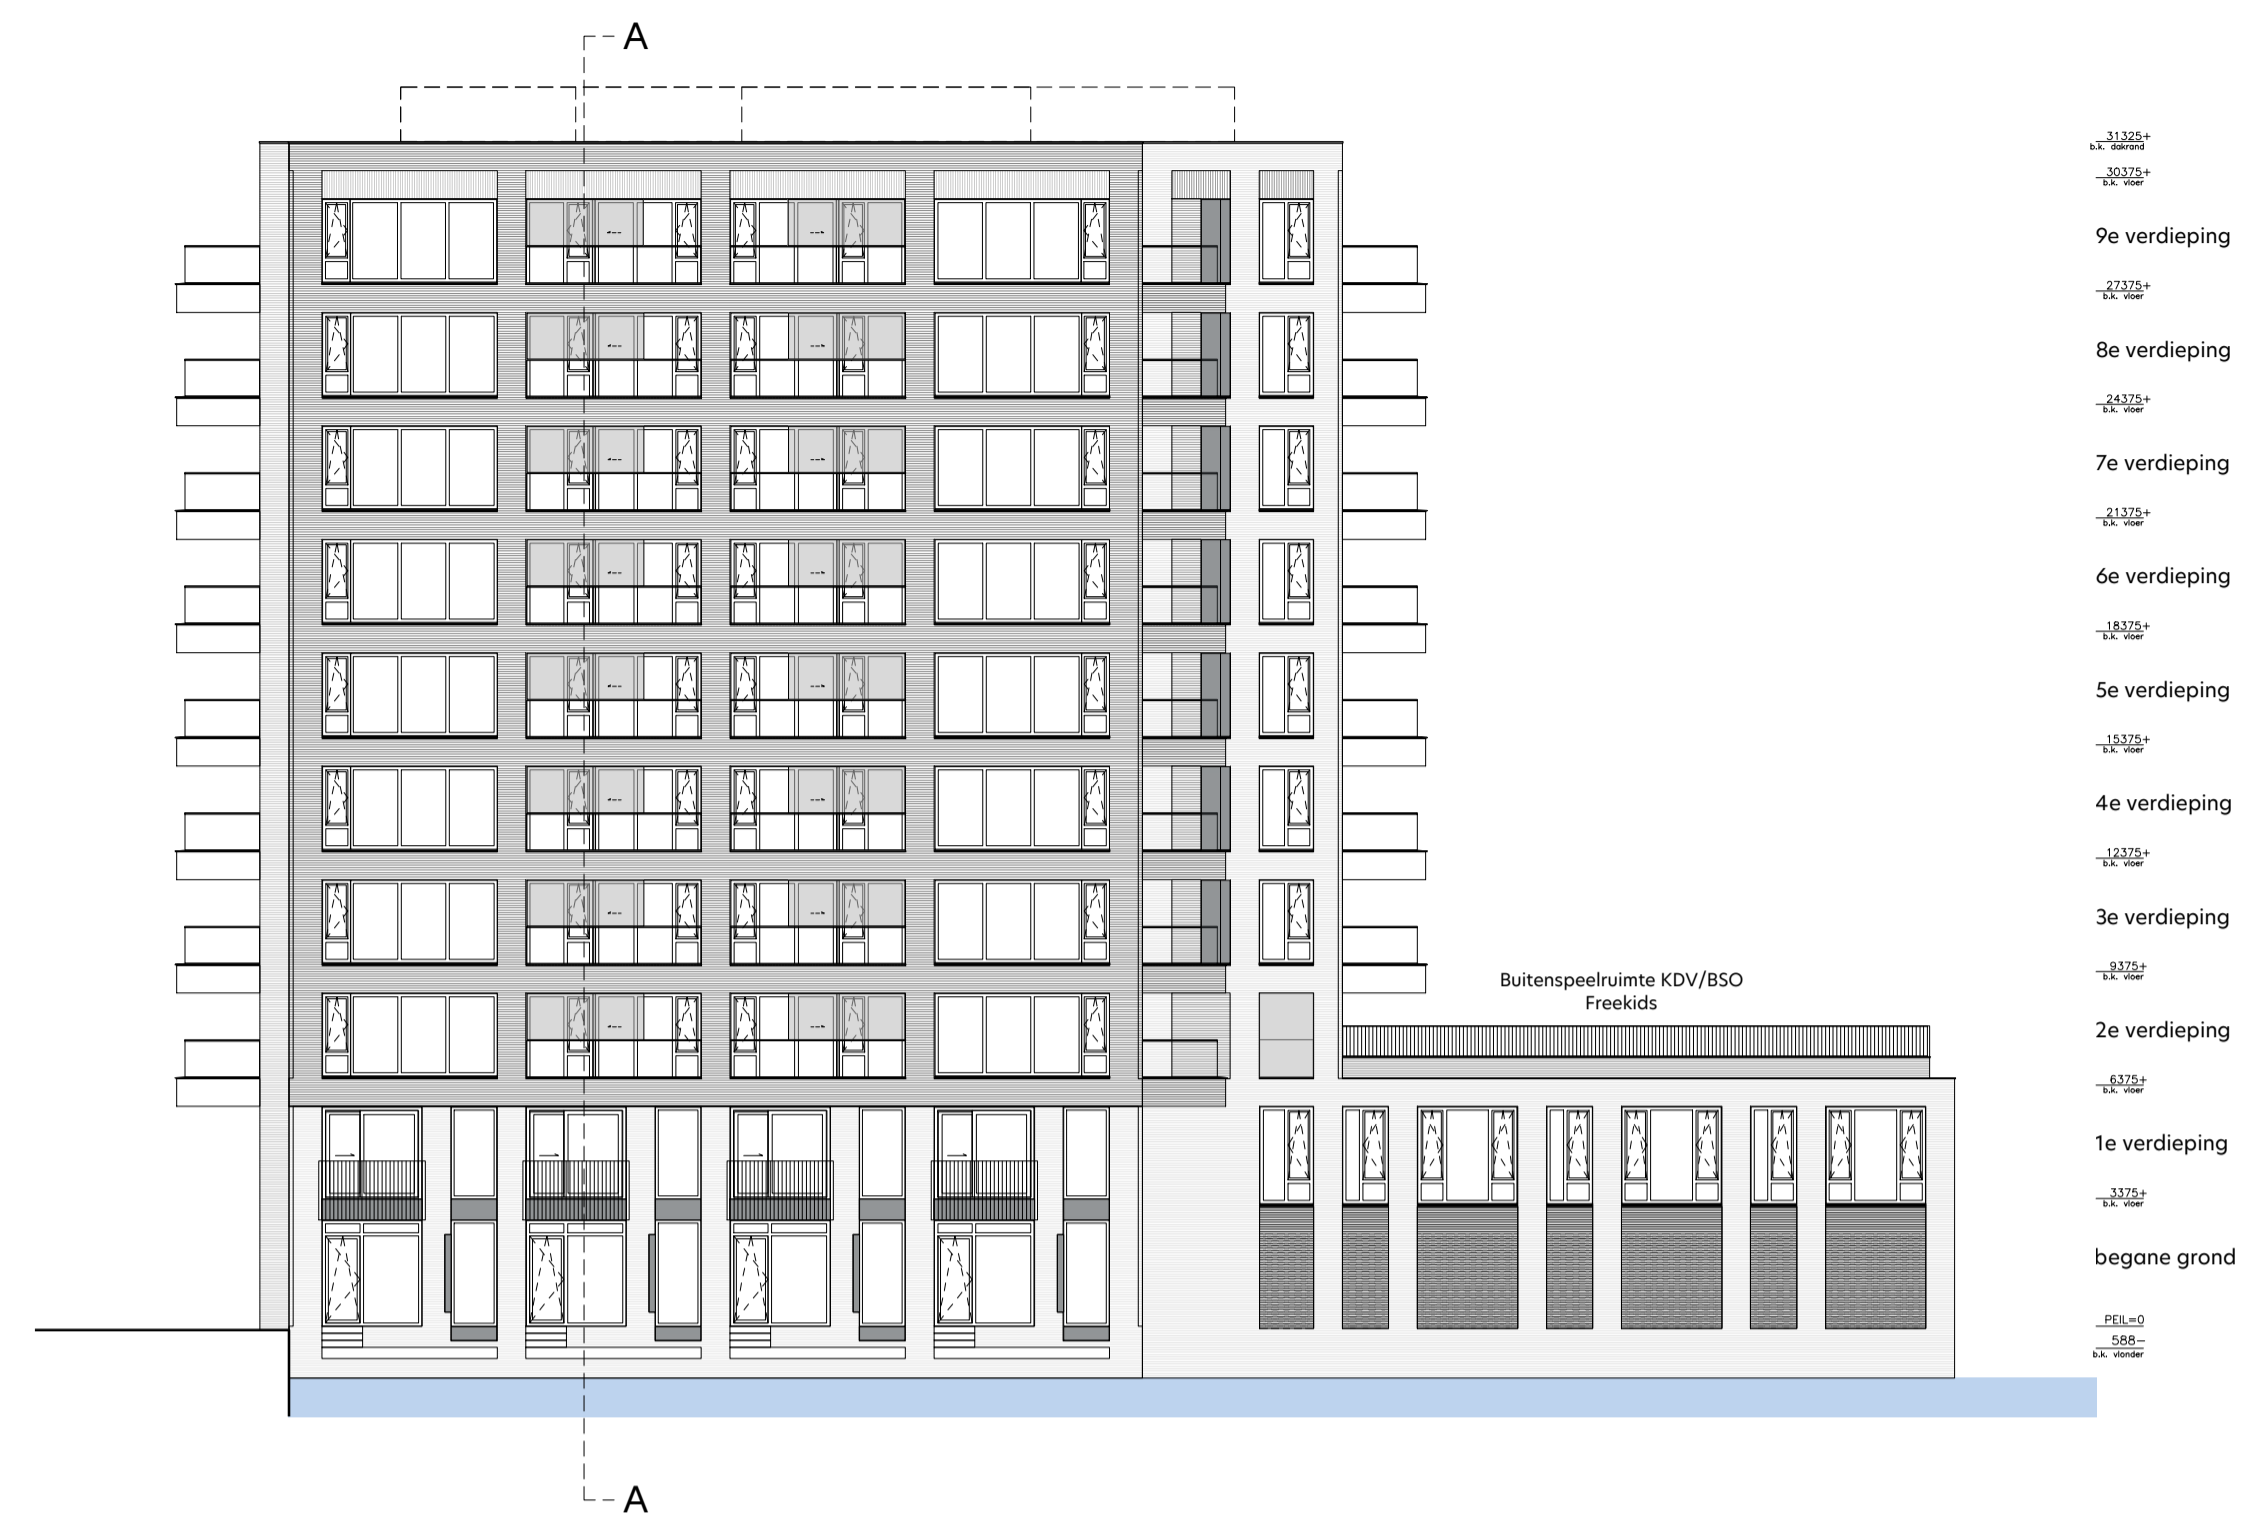 A
31325+
b.k. dakrand
30375+
b.k. vloer
9e verdieping
27375+
b.k. vloer
8e verdieping
24375+
b.k. vloer
7e verdieping
21375+
b.k. vloer
6e verdieping
18375+
b.k. vloer
5e verdieping
15375+
b.k. vloer
4e verdieping
12375+
b.k. vloer
3e verdieping
9375+
b.k. vloer
Buitenspeelruimte KDV/BSO
Freekids
2e verdieping
6375+
b.k. vloer
1e verdieping
3375+
b.k. vloer
begane grond
PEIL=0
588–
b.k. vlonder
A